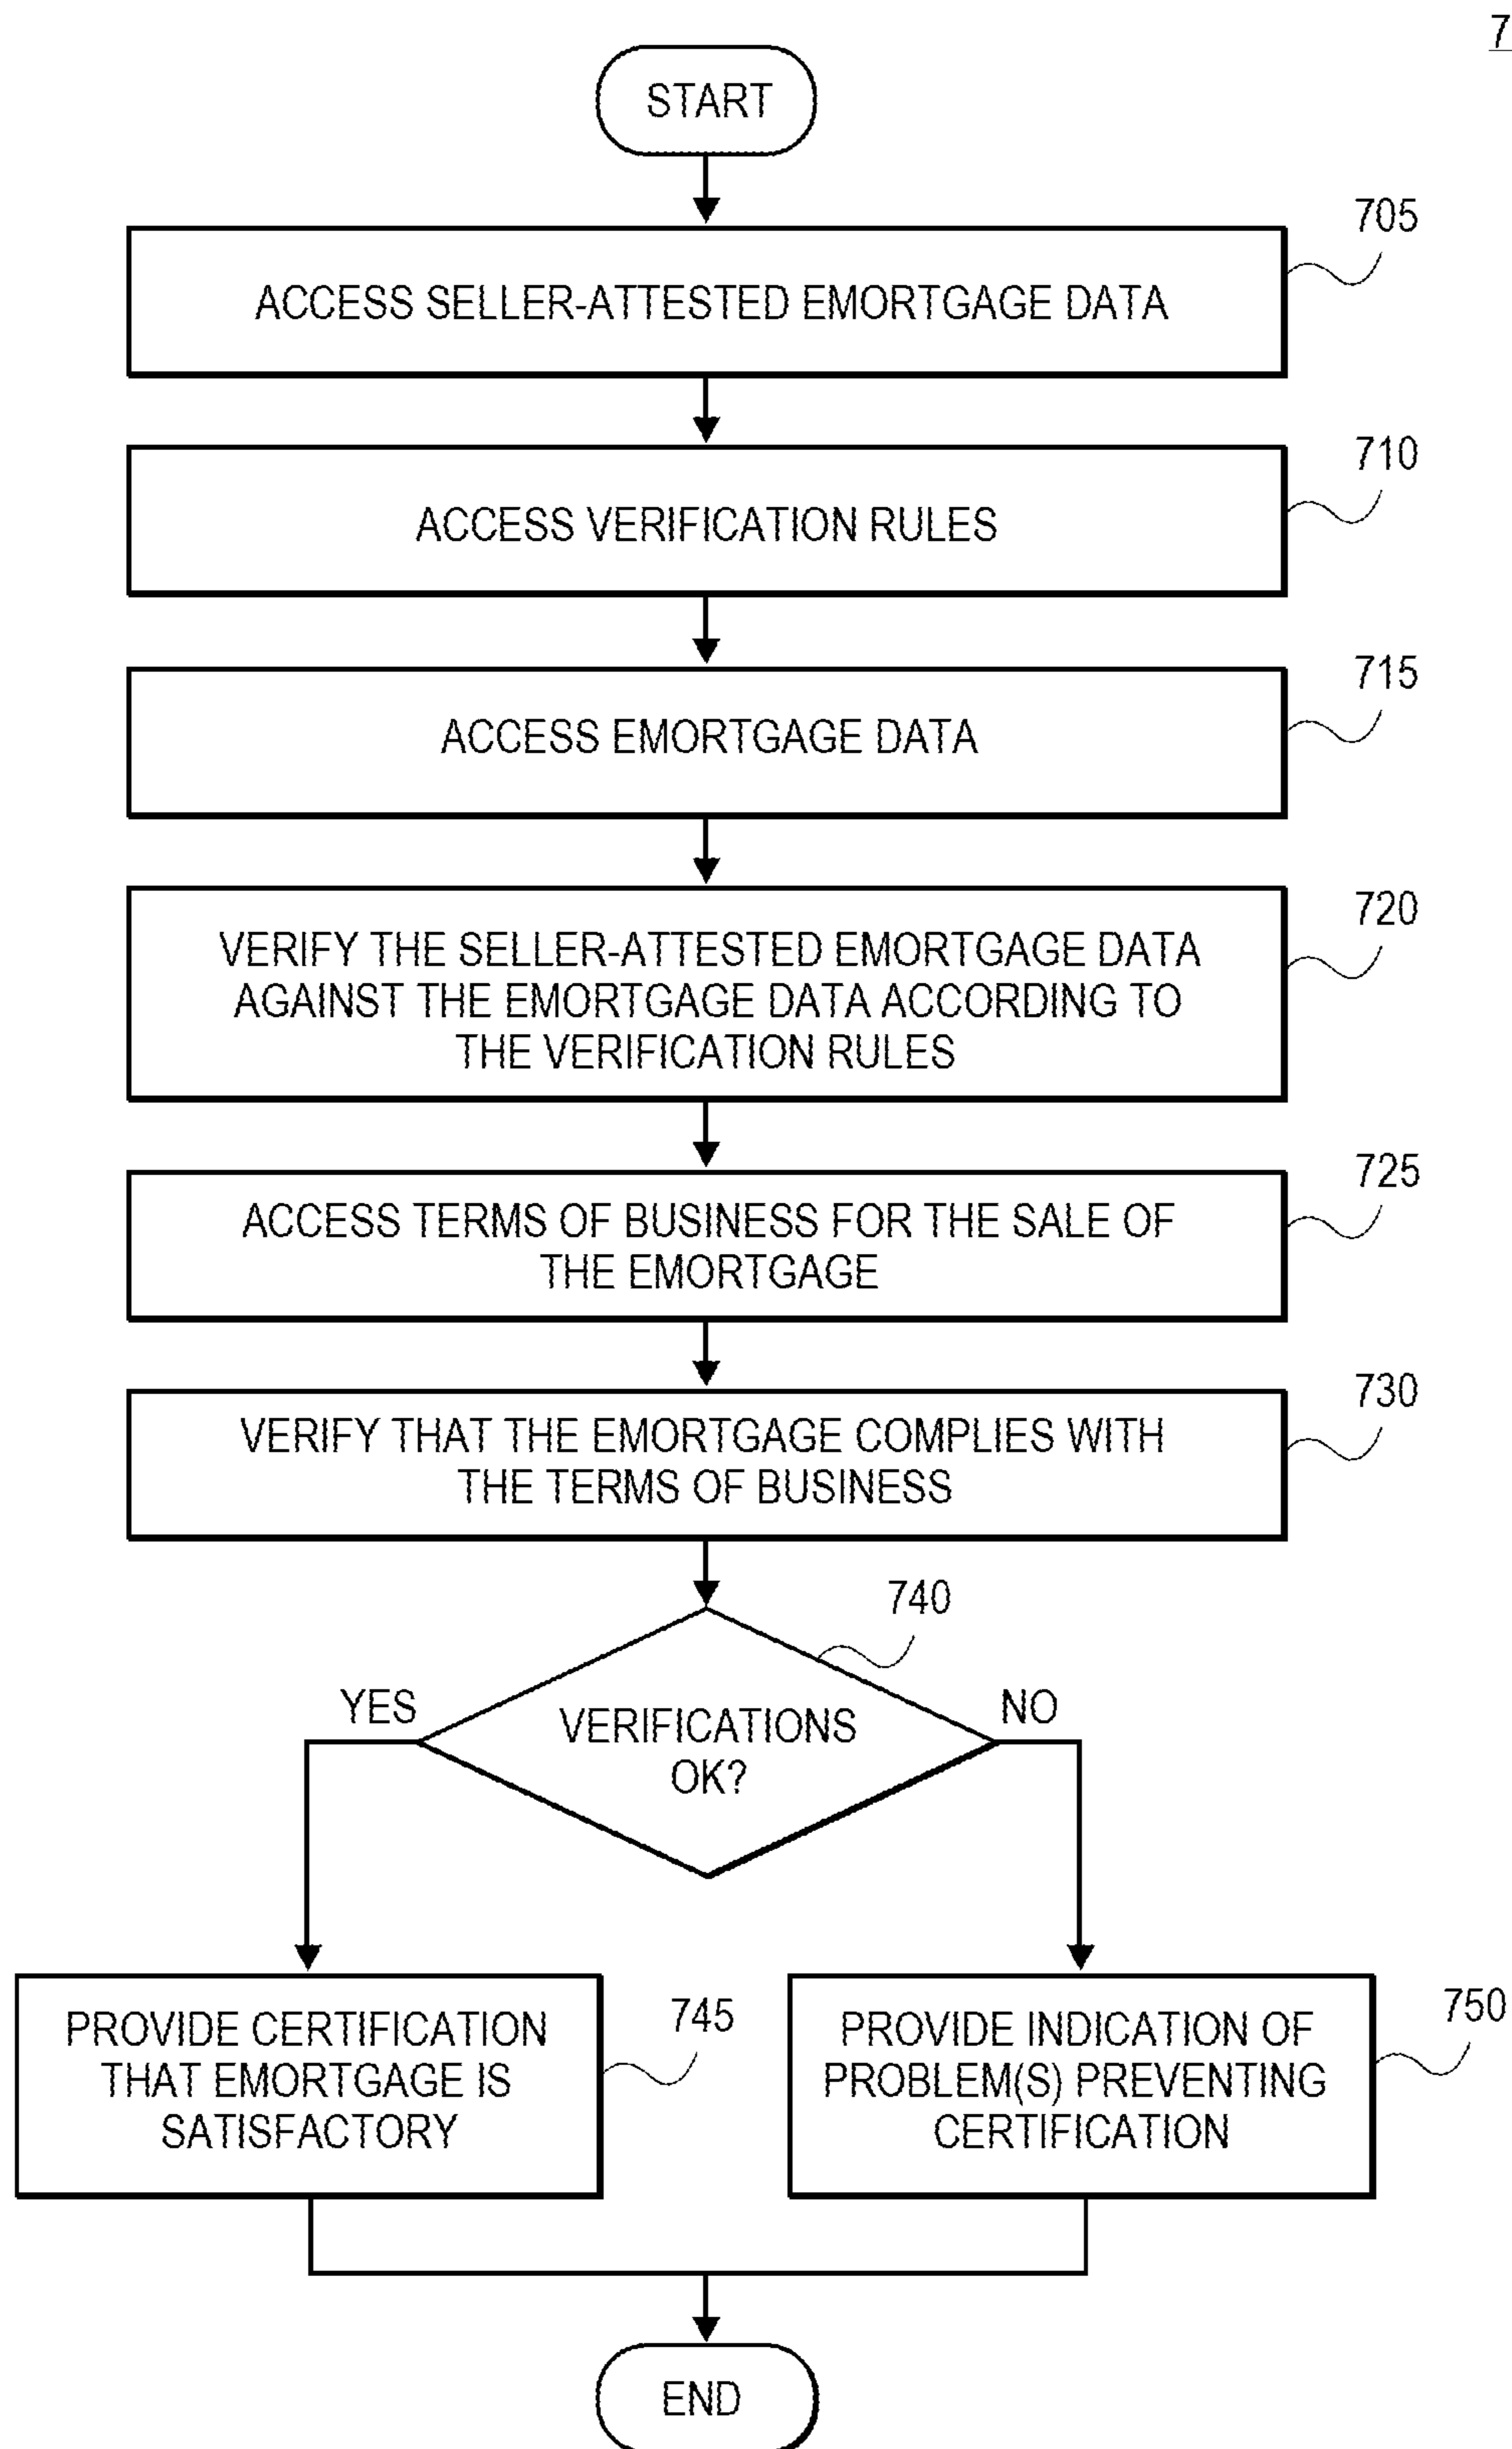 7
START
705
ACCESS SELLER-ATTESTED EMORTGAGE DATA
710
ACCESS VERIFICATION RULES
715
ACCESS EMORTGAGE DATA
720
VERIFY THE SELLER-ATTESTED EMORTGAGE DATA
AGAINST THE EMORTGAGE DATA ACCORDING TO
THE VERIFICATION RULES
725
ACCESS TERMS OF BUSINESS FOR THE SALE OF
THE EMORTGAGE
730
VERIFY THAT THE EMORTGAGE COMPLIES WITH
THE TERMS OF BUSINESS
740
YES
NO
VERIFICATIONS
OK?
745
PROVIDE CERTIFICATION
THAT EMORTGAGE IS
SATISFACTORY
750
PROVIDE INDICATION OF
PROBLEM(S) PREVENTING
CERTIFICATION
END